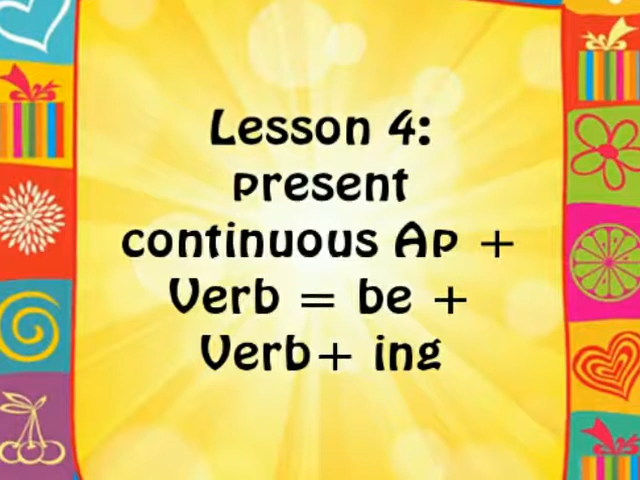 Lesson 4:
present
continuous Ap +
Verb = be +
Verb+ ing